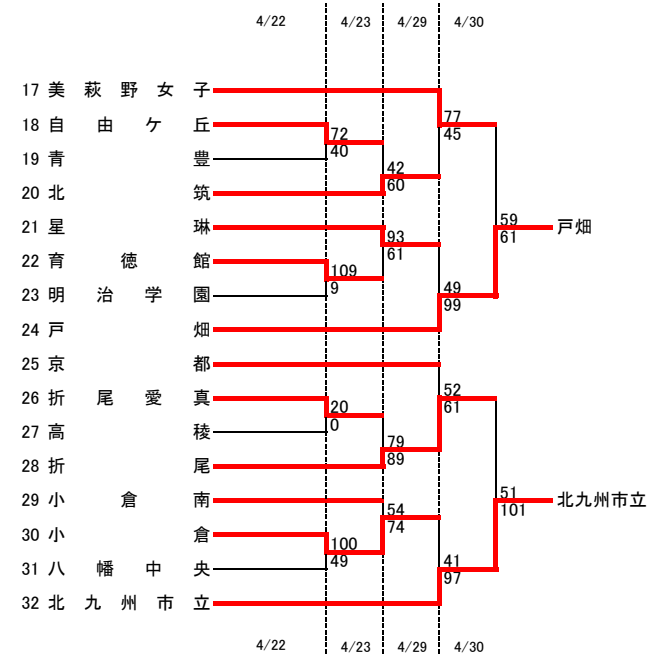 4/22 4/23 4/29 4/30
17 美萩野女子
77
18 自由ケ丘
72
45
40
19 青豊
42
20 北筑
60
59
21 星琳
戸畑
93
61
61
22 育徳館
109
9
23 明治学園
49
99
24 戸畑
25 京都
52
26 折尾愛真
20
61
0
27 高稜
79
28 折尾
89
51
29 小倉南
北九州市立
54
101
74
30 小倉
100
49
31 八幡中央
41
97
32 北九州市立
4/22 4/23 4/29 4/30